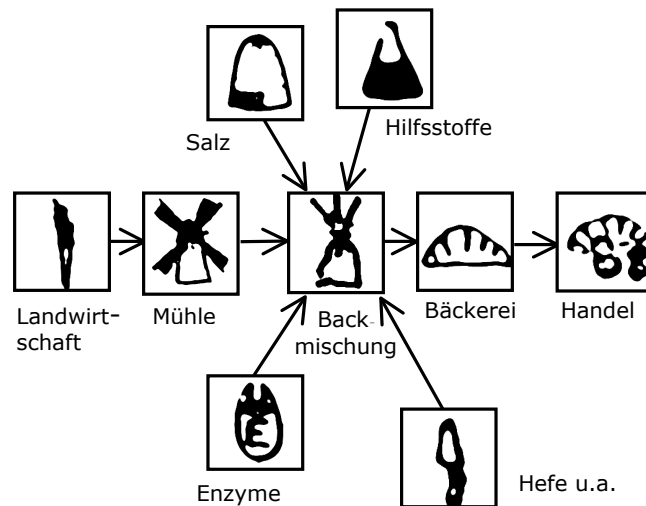 Salz
Hilfsstoffe
Landwirt-
schaft
Mühle
Back-
mischung
Bäckerei
Handel
E
Enzyme
Hefe u.a.